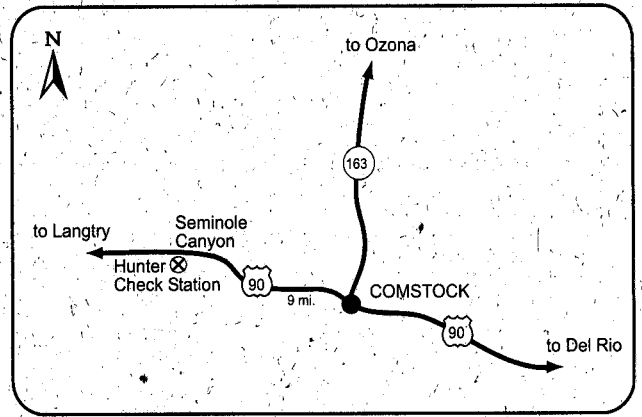 N
to Ozona
163
to Langtry
Seminole
Canyon
Hunter
Check Station
90
9 mi.
COMSTOCK
90
to Del Rio